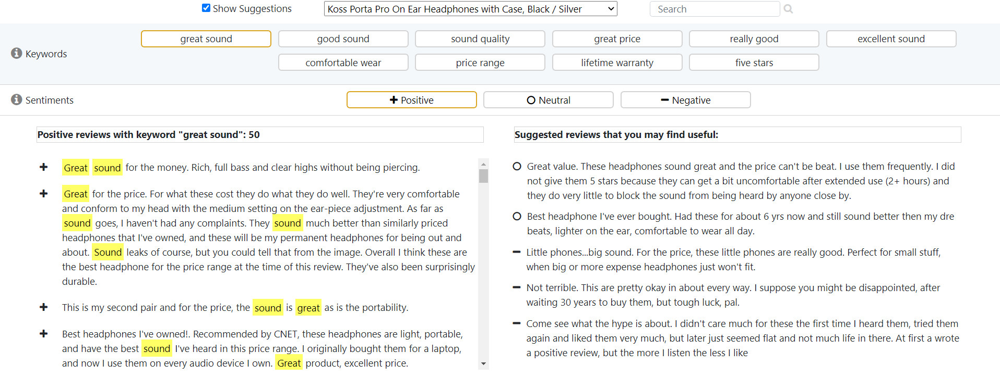 Show Suggestions
Koss Porta Pro On Ear Headphones with Case, Black / Silver
Search
Keywords
great sound
good sound
sound quality
great price
really good
excellent sound
comfortable wear
price range
lifetime warranty
five stars
Sentiments
Positive
Neutral
Negative
Positive reviews with keyword "great sound": 50
Great sound for the money. Rich, full bass and clear highs without being piercing.
Great for the price. For what these cost they do what they do well. They're very comfortable
and conform to my head with the medium setting on the ear-piece adjustment. As far as
sound goes, I haven't had any complaints. They sound much better than similarly priced
headphones that I've owned, and these will be my permanent headphones for being out and
about. Sound leaks of course, but you could tell that from the image. Overall I think these are
the best headphone for the price range at the time of this review. They've also been surprisingly
durable.
This is my second pair and for the price, the sound is great as is the portability.
Best headphones I've owned!. Recommended by CNET, these headphones are light, portable,
and have the best sound I've heard in this price range. I originally bought them for a laptop,
and now I use them on every audio device I own. Great product, excellent price.
Suggested reviews that you may find useful:
Great value. These headphones sound great and the price can't be beat. I use them frequently. I did
not give them 5 stars because they can get a bit uncomfortable after extended use (2+ hours) and
they do very little to block the sound from being heard by anyone close by.
Best headphone I've ever bought. Had these for about 6 yrs now and still sound better then my dre
beats, lighter on the ear, comfortable to wear all day.
Little phones...big sound. For the price, these little phones are really good. Perfect for small stuff,
when big or more expense headphones just won't fit.
Not terrible. This are pretty okay in about every way. I suppose you might be disappointed, after
waiting 30 years to buy them, but tough luck, pal.
Come see what the hype is about. I didn't care much for these the first time I heard them, tried them
again and liked them very much, but later just seemed flat and not much life in there. At first a wrote
a positive review, but the more I listen the less I like